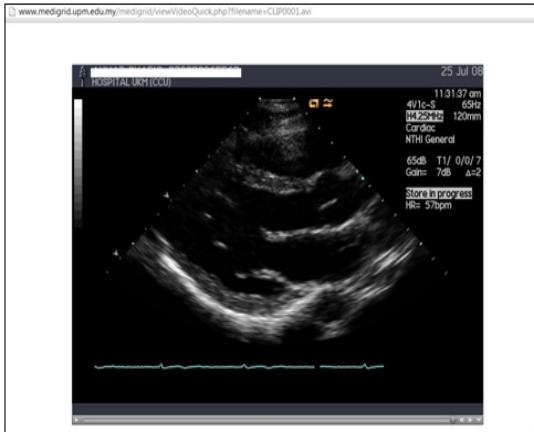 www.medigrid.upm.edu.my/medigrid/viewVideoQuick.php?filename=CLIP0001.avi
HOSPITAL UKM (CCU)
25 Jul 08
11:31:37 am
4V1c-S 65Hz
H4.25MHz 120mm
Cardiac
NTHI General
65dB T1/ 0/0/ 7
Gain= 7dB Δ=2
Store in progress
HR= 57bpm